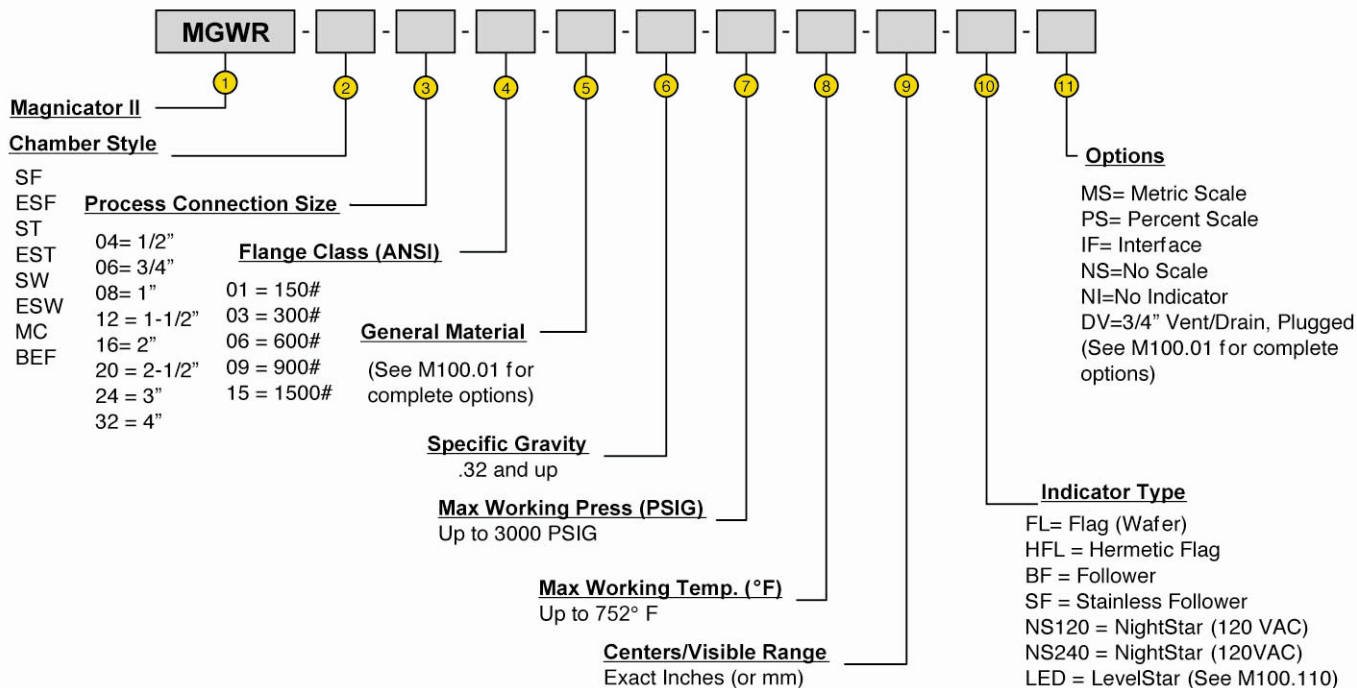 MGWR - - - - - - - - - -
1 2 3 4 5 6 7 8 9 10 11
Magnicator II
Chamber Style
SF
ESF
ST
EST
SW
ESW
MC
BEF
Process Connection Size
04= 1/2”
06= 3/4”
08= 1”
12 = 1-1/2”
16= 2”
20 = 2-1/2”
24 = 3”
32 = 4”
Flange Class (ANSI)
01 = 150#
03 = 300#
06 = 600#
09 = 900#
15 = 1500#
General Material
(See M100.01 for
complete options)
Specific Gravity
.32 and up
Max Working Press (PSIG)
Up to 3000 PSIG
Max Working Temp. (°F)
Up to 752° F
Centers/Visible Range
Exact Inches (or mm)
Indicator Type
FL= Flag (Wafer)
HFL = Hermetic Flag
BF = Follower
SF = Stainless Follower
NS120 = NightStar (120 VAC)
NS240 = NightStar (120VAC)
LED = LevelStar (See M100.110)
Options
MS= Metric Scale
PS= Percent Scale
IF= Interface
NS=No Scale
NI=No Indicator
DV=3/4” Vent/Drain, Plugged
(See M100.01 for complete
options)